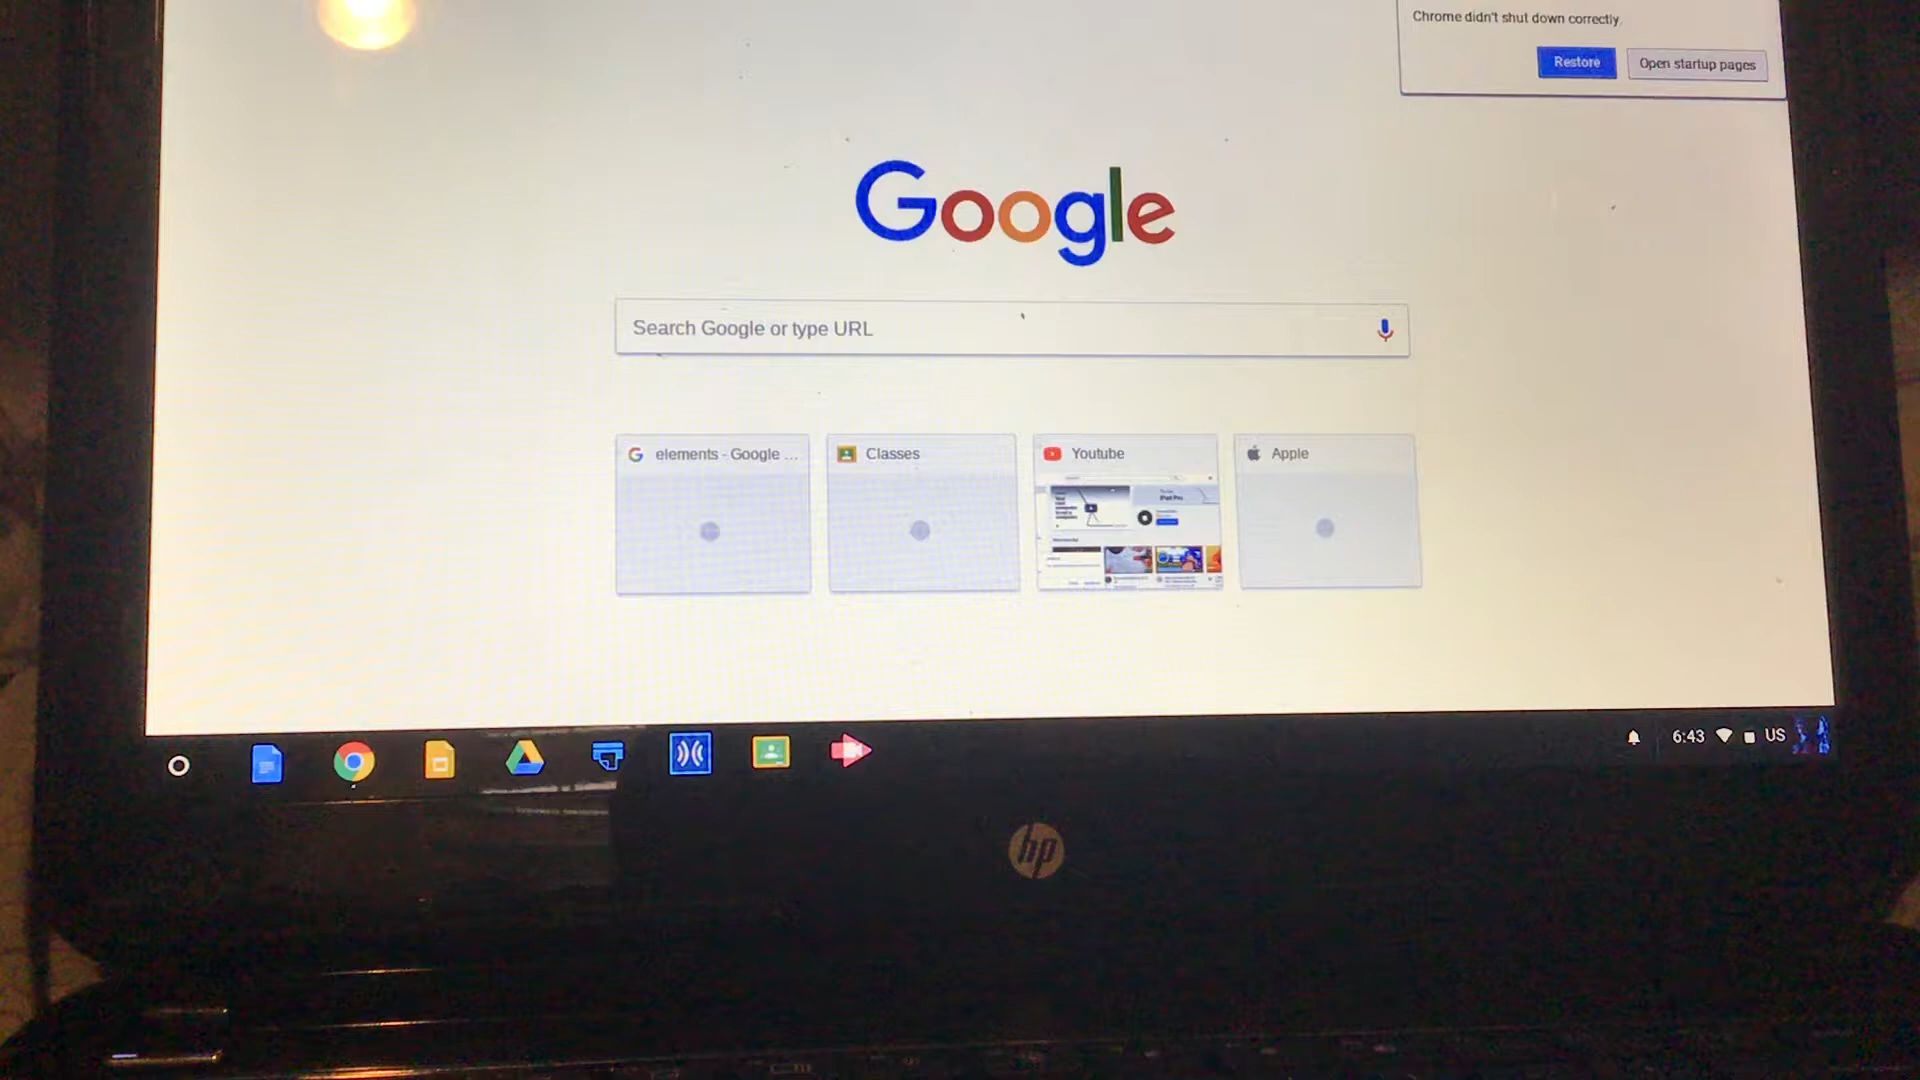 Chrome didn't shut down correctly.
Restore
Open startup pages
Google
Search Google or type URL
elements - Google ...
Classes
Youtube
Apple
6:43
US
hp